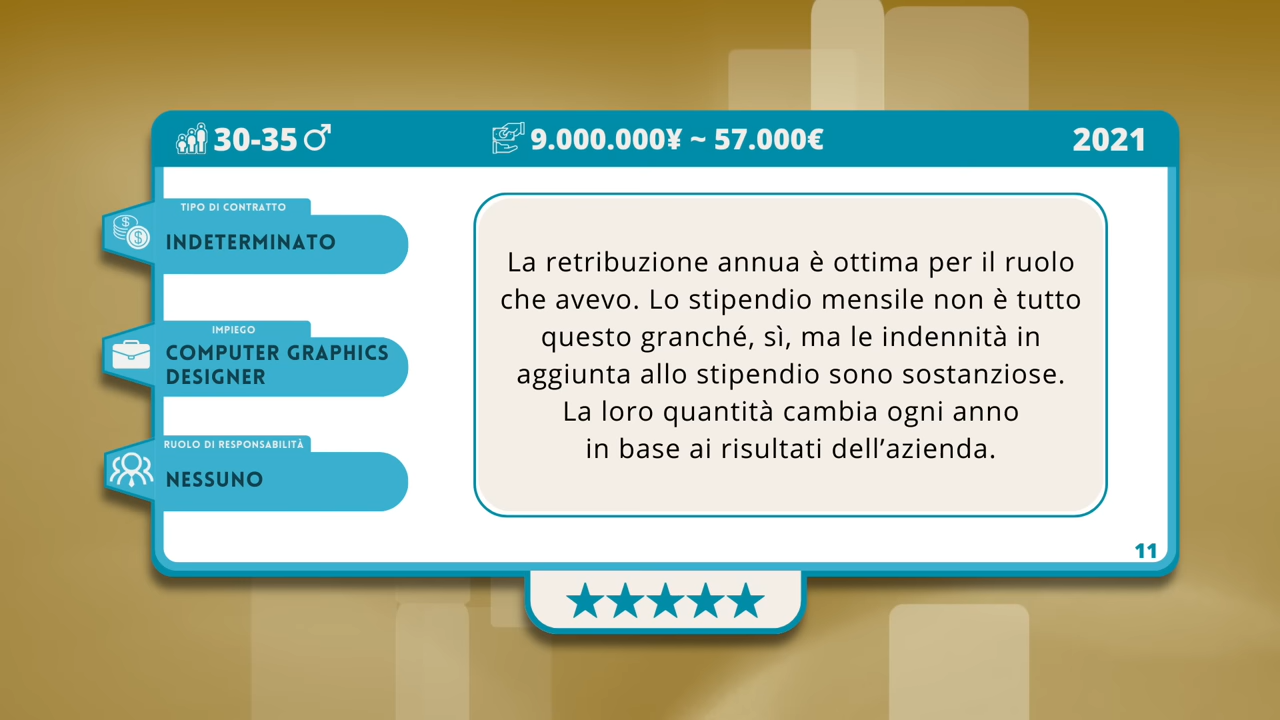 30-35 ♂
9.000.000¥ ~ 57.000€
2021
TIPO DI CONTRATTO
INDETERMINATO
IMPIEGO
COMPUTER GRAPHICS
DESIGNER
RUOLO DI RESPONSABILITÀ
NESSUNO
La retribuzione annua è ottima per il ruolo
che avevo. Lo stipendio mensile non è tutto
questo granché, sì, ma le indennità in
aggiunta allo stipendio sono sostanziose.
La loro quantità cambia ogni anno
in base ai risultati dell’azienda.
11